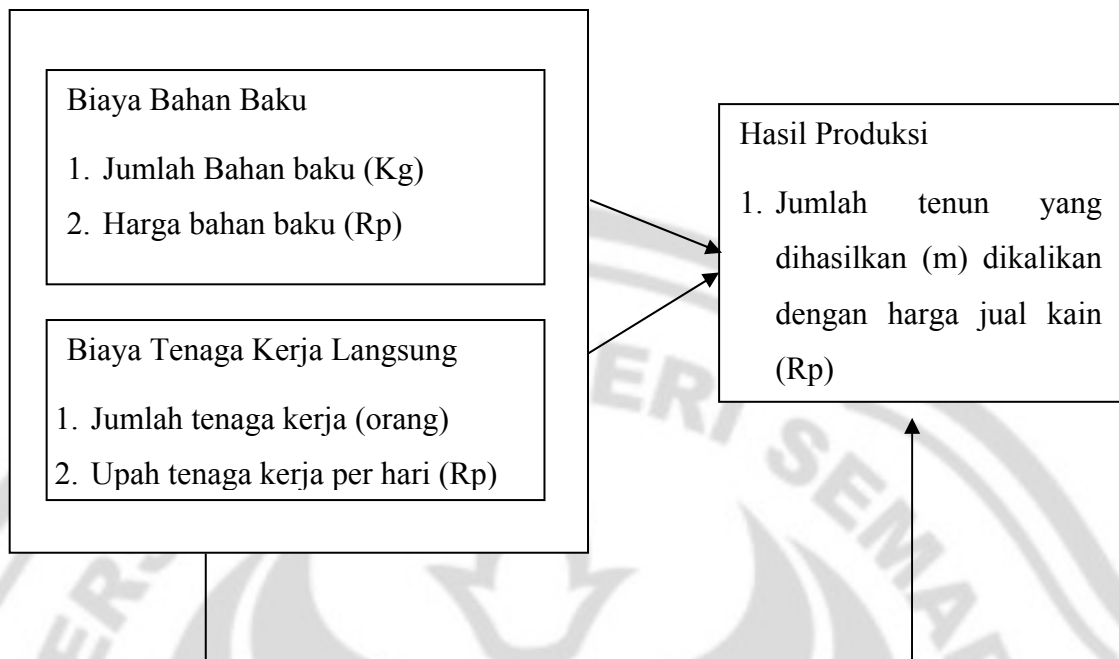 Biaya Bahan Baku
1. Jumlah Bahan baku (Kg)
2. Harga bahan baku (Rp)
Biaya Tenaga Kerja Langsung
1. Jumlah tenaga kerja (orang)
2. Upah tenaga kerja per hari (Rp)
Hasil Produksi
1. Jumlah tenun yang
dihasilkan (m) dikalikan
dengan harga jual kain
(Rp)
ERI SEMA